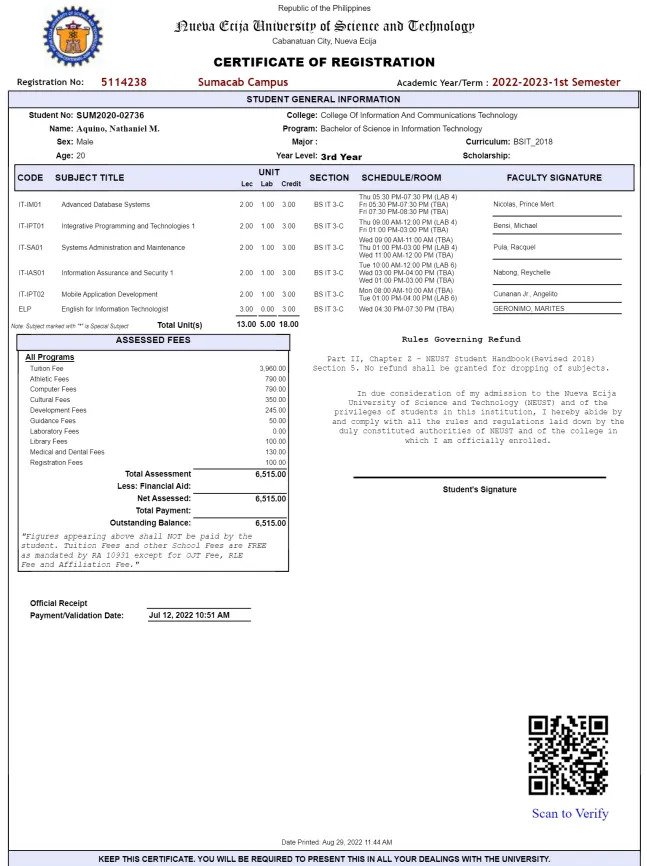 Republic of the Philippines
Nueva Ecija University of Science and Technology
Cabanatuan City, Nueva Ecija
CERTIFICATE OF REGISTRATION
Registration No: 5114238 Sumacab Campus Academic Year/Term : 2022-2023-1st Semester
STUDENT GENERAL INFORMATION
Student No: SUM2020-02736 College: College Of Information And Communications Technology
Name: Aquino, Nathaniel M. Program: Bachelor of Science in Information Technology
Sex: Male Major : Curriculum: BSIT_2018
Age: 20 Year Level: 3rd Year Scholarship:
CODE SUBJECT TITLE UNIT SECTION SCHEDULE/ROOM FACULTY SIGNATURE
Lec Lab Credit
IT-IM01 Advanced Database Systems 2.00 1.00 3.00 BS IT 3-C Thu 05:30 PM-07:30 PM (LAB 4) Nicolas, Prince Mert
Fri 05:30 PM-07:30 PM (TBA)
Fri 07:30 PM-08:30 PM (TBA)
IT-IPT01 Integrative Programming and Technologies 1 2.00 1.00 3.00 BS IT 3-C Thu 09:00 AM-12:00 PM (LAB 4) Bensi, Michael
Fri 01:00 PM-03:00 PM (TBA)
IT-SA01 Systems Administration and Maintenance 2.00 1.00 3.00 BS IT 3-C Wed 09:00 AM-11:00 AM (TBA) Pula, Racquel
Thu 01:00 PM-03:00 PM (LAB 4)
Wed 11:00 AM-12:00 PM (TBA)
IT-IAS01 Information Assurance and Security 1 2.00 1.00 3.00 BS IT 3-C Tue 10:00 AM-12:00 PM (LAB 6) Nabong, Reychelle
Wed 03:00 PM-04:00 PM (TBA)
Wed 01:00 PM-03:00 PM (TBA)
IT-IPT02 Mobile Application Development 2.00 1.00 3.00 BS IT 3-C Mon 08:00 AM-10:00 AM (TBA) Cunanan Jr., Angelito
Tue 01:00 PM-04:00 PM (LAB 6)
ELP English for Information Technologist 3.00 0.00 3.00 BS IT 3-C Wed 04:30 PM-07:30 PM (TBA) GERONIMO, MARITES
Note: Subject marked with "*" is Special Subject Total Unit(s) 13.00 5.00 18.00
ASSESSED FEES
All Programs
Tuition Fee 3,960.00
Athletic Fees 790.00
Computer Fees 790.00
Cultural Fees 350.00
Development Fees 245.00
Guidance Fees 50.00
Laboratory Fees 0.00
Library Fees 100.00
Medical and Dental Fees 130.00
Registration Fees 100.00
Total Assessment 6,515.00
Less: Financial Aid:
Net Assessed: 6,515.00
Total Payment:
Outstanding Balance: 6,515.00
"Figures appearing above shall NOT be paid by the
student. Tuition Fees and other School Fees are FREE
as mandated by RA 10931 except for OJT Fee, RLE
Fee and Affiliation Fee."
Rules Governing Refund
Part II, Chapter Z - NEUST Student Handbook(Revised 2018)
Section 5. No refund shall be granted for dropping of subjects.
In due consideration of my admission to the Nueva Ecija
University of Science and Technology (NEUST) and of the
privileges of students in this institution, I hereby abide by
and comply with all the rules and regulations laid down by the
duly constituted authorities of NEUST and of the college in
which I am officially enrolled.
Student's Signature
Official Receipt
Payment/Validation Date: Jul 12, 2022 10:51 AM
Scan to Verify
Date Printed: Aug 29, 2022 11:44 AM
KEEP THIS CERTIFICATE. YOU WILL BE REQUIRED TO PRESENT THIS IN ALL YOUR DEALINGS WITH THE UNIVERSITY.